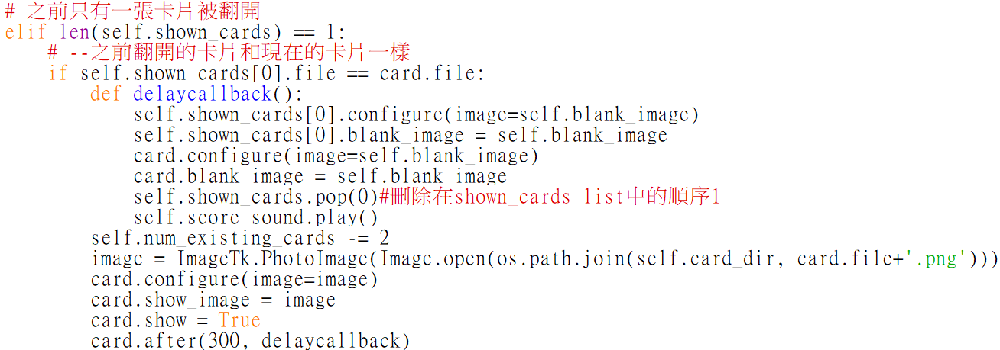 # 之前只有一張卡片被翻開
elif len(self.shown_cards) == 1:
    # --之前翻開的卡片和現在的卡片一樣
    if self.shown_cards[0].file == card.file:
        def delaycallback():
            self.shown_cards[0].configure(image=self.blank_image)
            self.shown_cards[0].blank_image = self.blank_image
            card.configure(image=self.blank_image)
            card.blank_image = self.blank_image
            self.shown_cards.pop(0)#刪除在shown_cards list中的順序1
            self.score_sound.play()
        self.num_existing_cards -= 2
        image = ImageTk.PhotoImage(Image.open(os.path.join(self.card_dir, card.file+'.png')))
        card.configure(image=image)
        card.show_image = image
        card.show = True
        card.after(300, delaycallback)